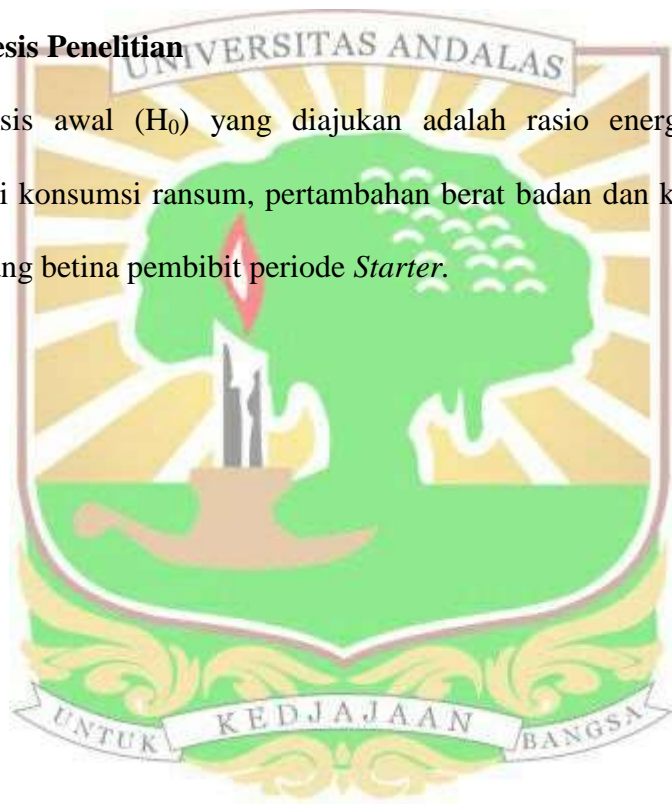 esis Penelitian
UNIVERSITAS ANDALAS
sis awal (H₀) yang diajukan adalah rasio energ
i konsumsi ransum, pertambahan berat badan dan k
ang betina pembibit periode Starter.
UNTUK KEDJAJAAN BANGSA